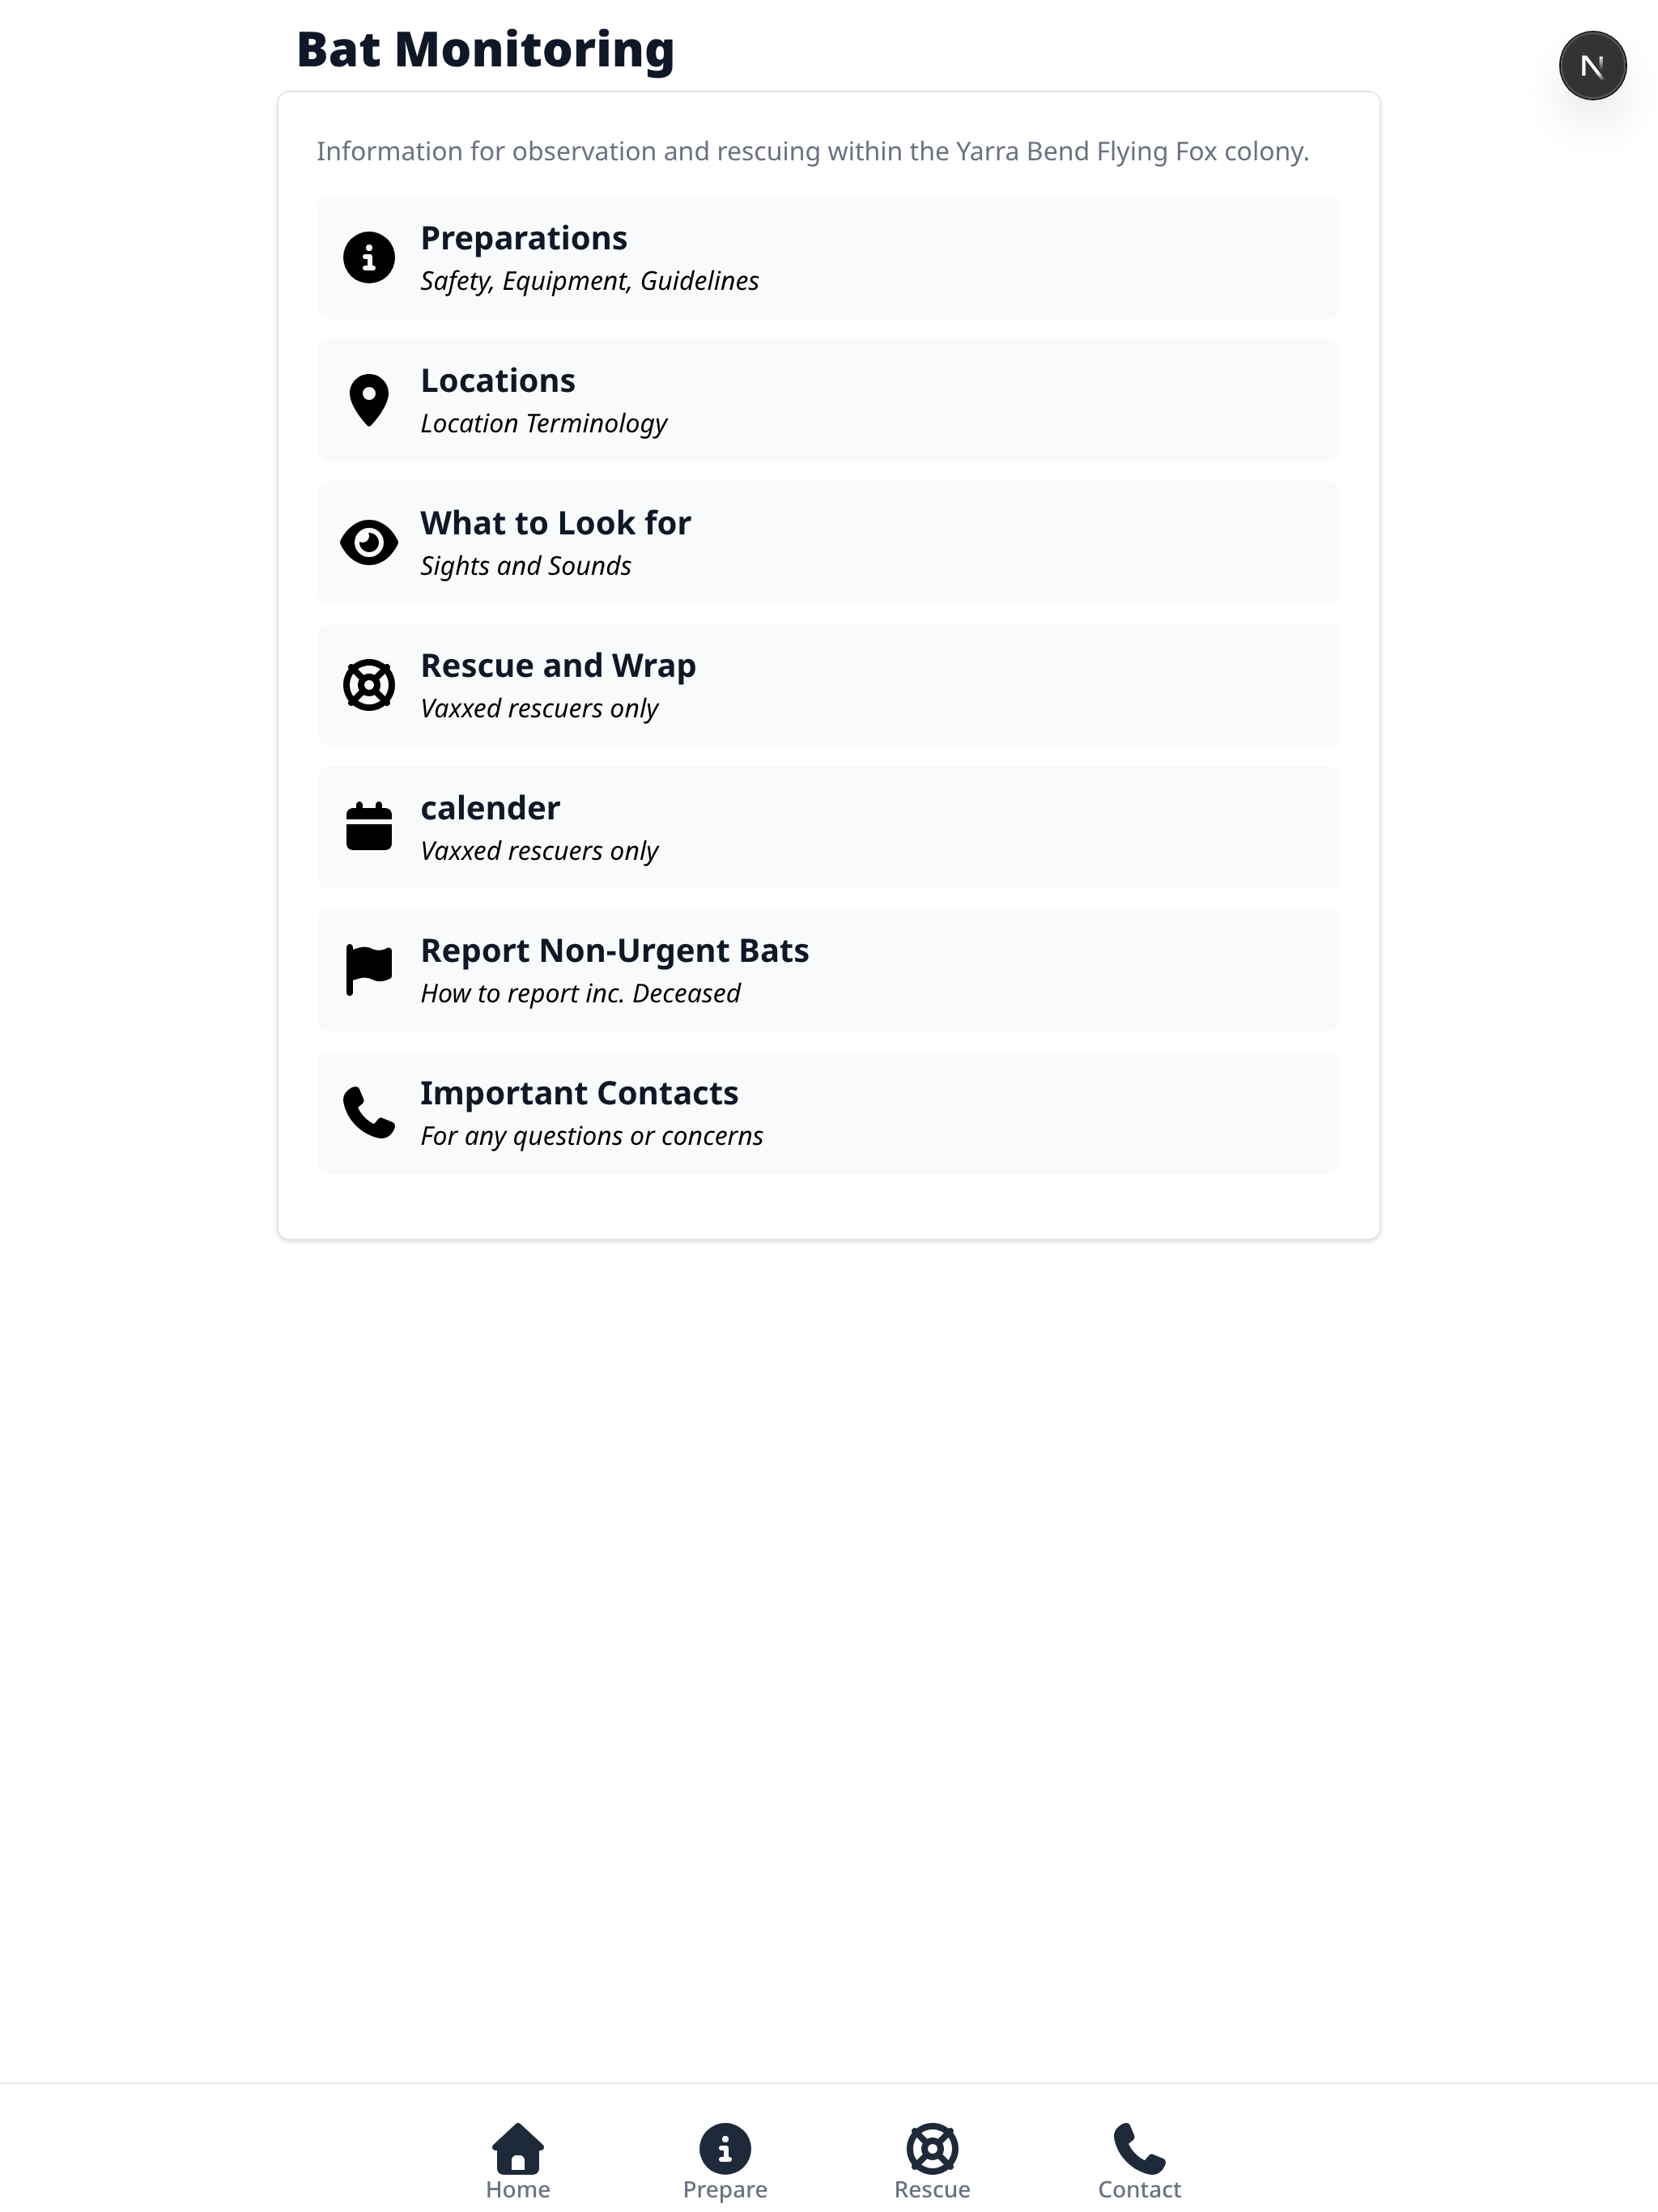 Bat Monitoring
N
Information for observation and rescuing within the Yarra Bend Flying Fox colony.
Preparations
Safety, Equipment, Guidelines
Locations
Location Terminology
What to Look for
Sights and Sounds
Rescue and Wrap
Vaxxed rescuers only
calender
Vaxxed rescuers only
Report Non-Urgent Bats
How to report inc. Deceased
Important Contacts
For any questions or concerns
Home
Prepare
Rescue
Contact